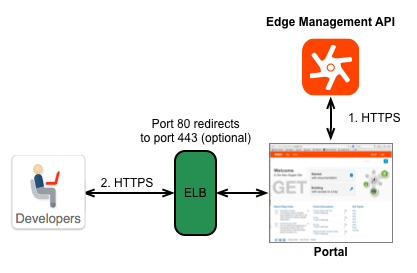 Edge Management API
1. HTTPS
Port 80 redirects
to port 443 (optional)
2. HTTPS
ELB
Developers
Welcome
GET
Portal